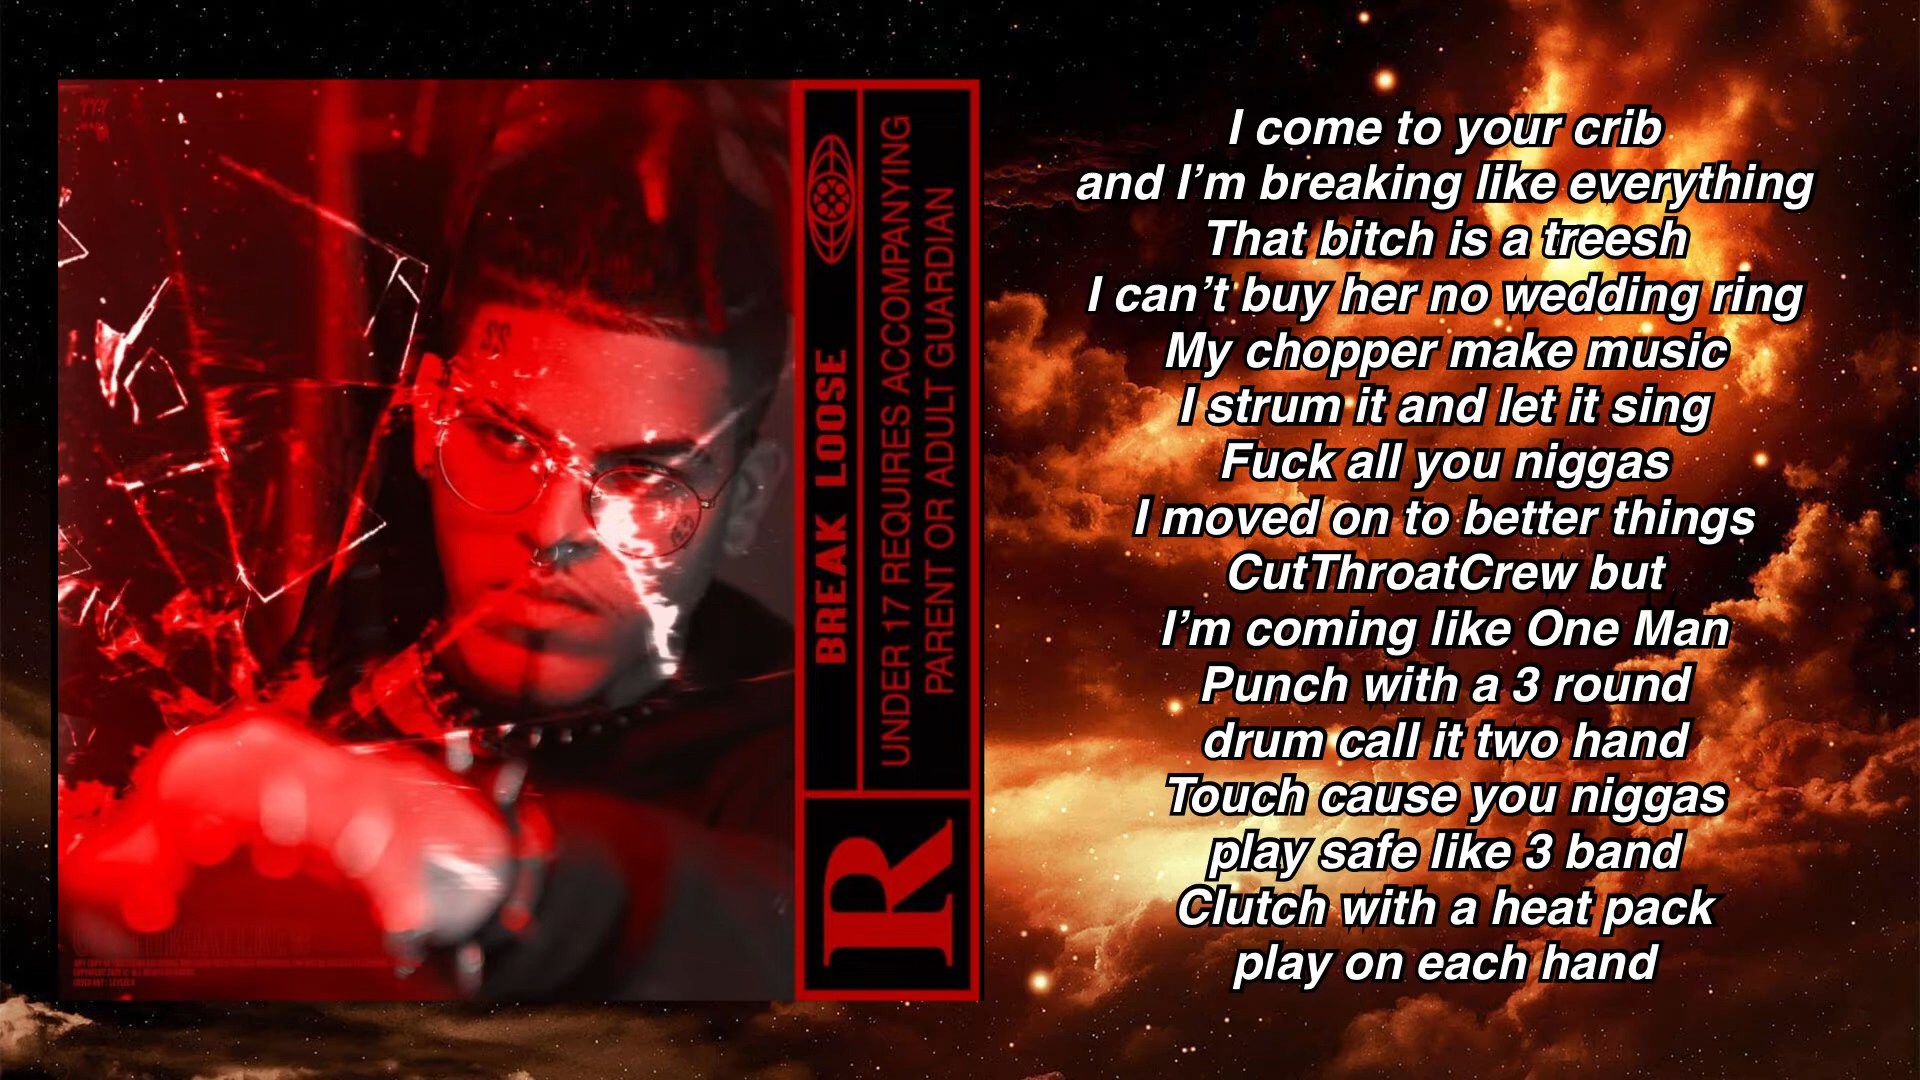 BREAK LOOSE
UNDER 17 REQUIRES ACCOMPANYING
PARENT OR ADULT GUARDIAN
R
I come to your crib
and I’m breaking like everything
That bitch is a treesh
I can’t buy her no wedding ring
My chopper make music
I strum it and let it sing
Fuck all you niggas
I moved on to better things
CutThroatCrew but
I’m coming like One Man
Punch with a 3 round
drum call it two hand
Touch cause you niggas
play safe like 3 band
Clutch with a heat pack
play on each hand